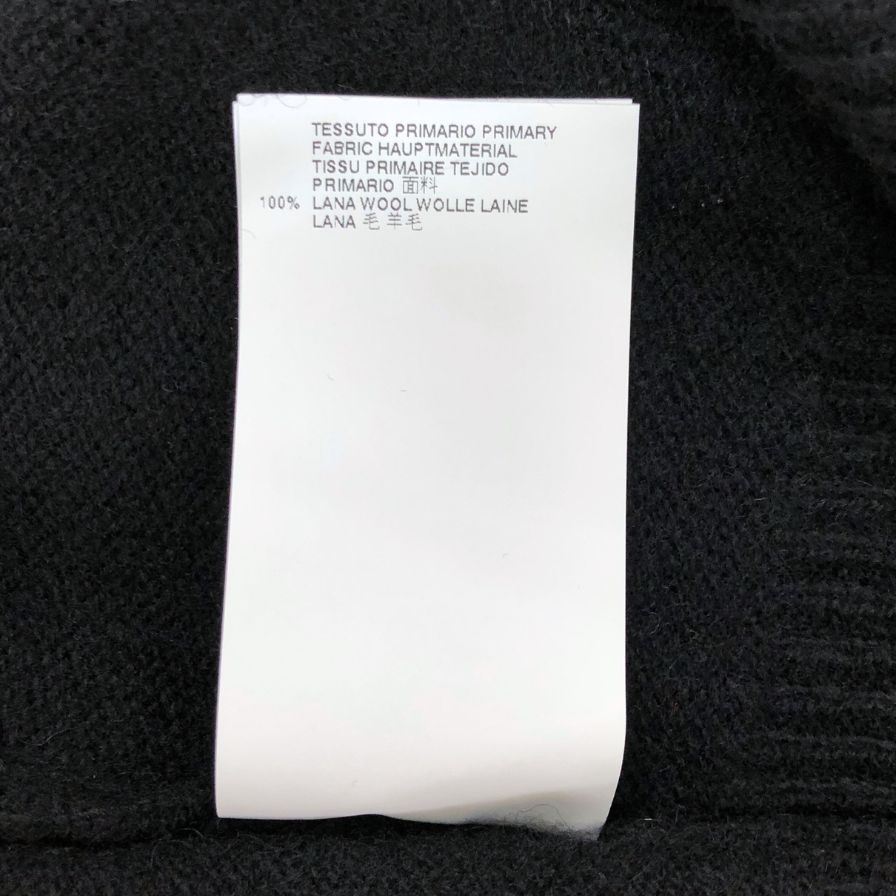 TESSUTO PRIMARIO PRIMARY
FABRIC HAUPTMATERIAL
TISSU PRIMAIRE TEJIDO
PRIMARIO 面料
100% LANA WOOL WOLLE LAINE
LANA 毛 羊毛